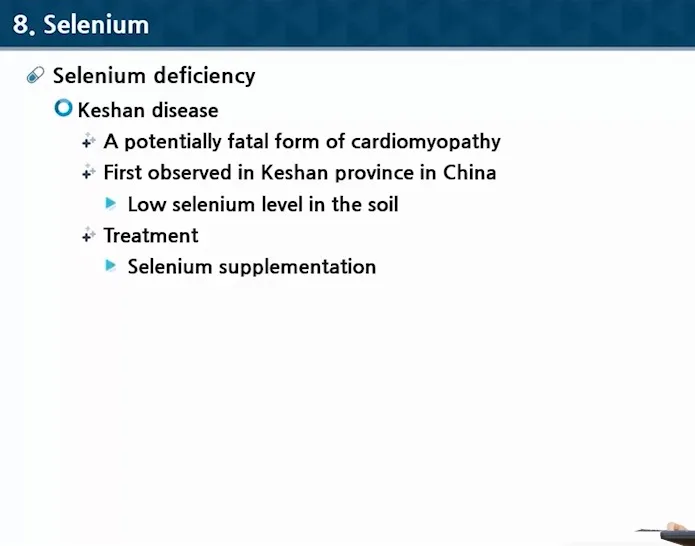 8. Selenium
Selenium deficiency
Keshan disease
A potentially fatal form of cardiomyopathy
First observed in Keshan province in China
Low selenium level in the soil
Treatment
Selenium supplementation